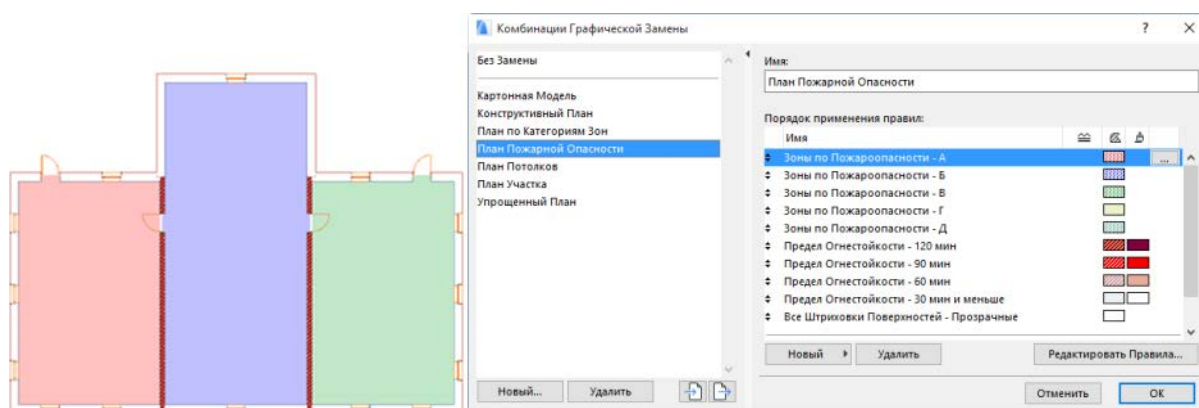 Комбинации Графической Замены
? ×
Без Замены
Картонная Модель
Конструктивный План
План по Категориям Зон
План Пожарной Опасности
План Потолков
План Участка
Упрощенный План
Новый...
Удалить
Имя:
План Пожарной Опасности
Порядок применения правил:
Имя
Зоны по Пожароопасности - А
...
Зоны по Пожароопасности - Б
Зоны по Пожароопасности - В
Зоны по Пожароопасности - Г
Зоны по Пожароопасности - Д
Предел Огнестойкости - 120 мин
Предел Огнестойкости - 90 мин
Предел Огнестойкости - 60 мин
Предел Огнестойкости - 30 мин и меньше
Все Штриховки Поверхностей - Прозрачные
Новый
Удалить
Редактировать Правила...
Отменить
ОК